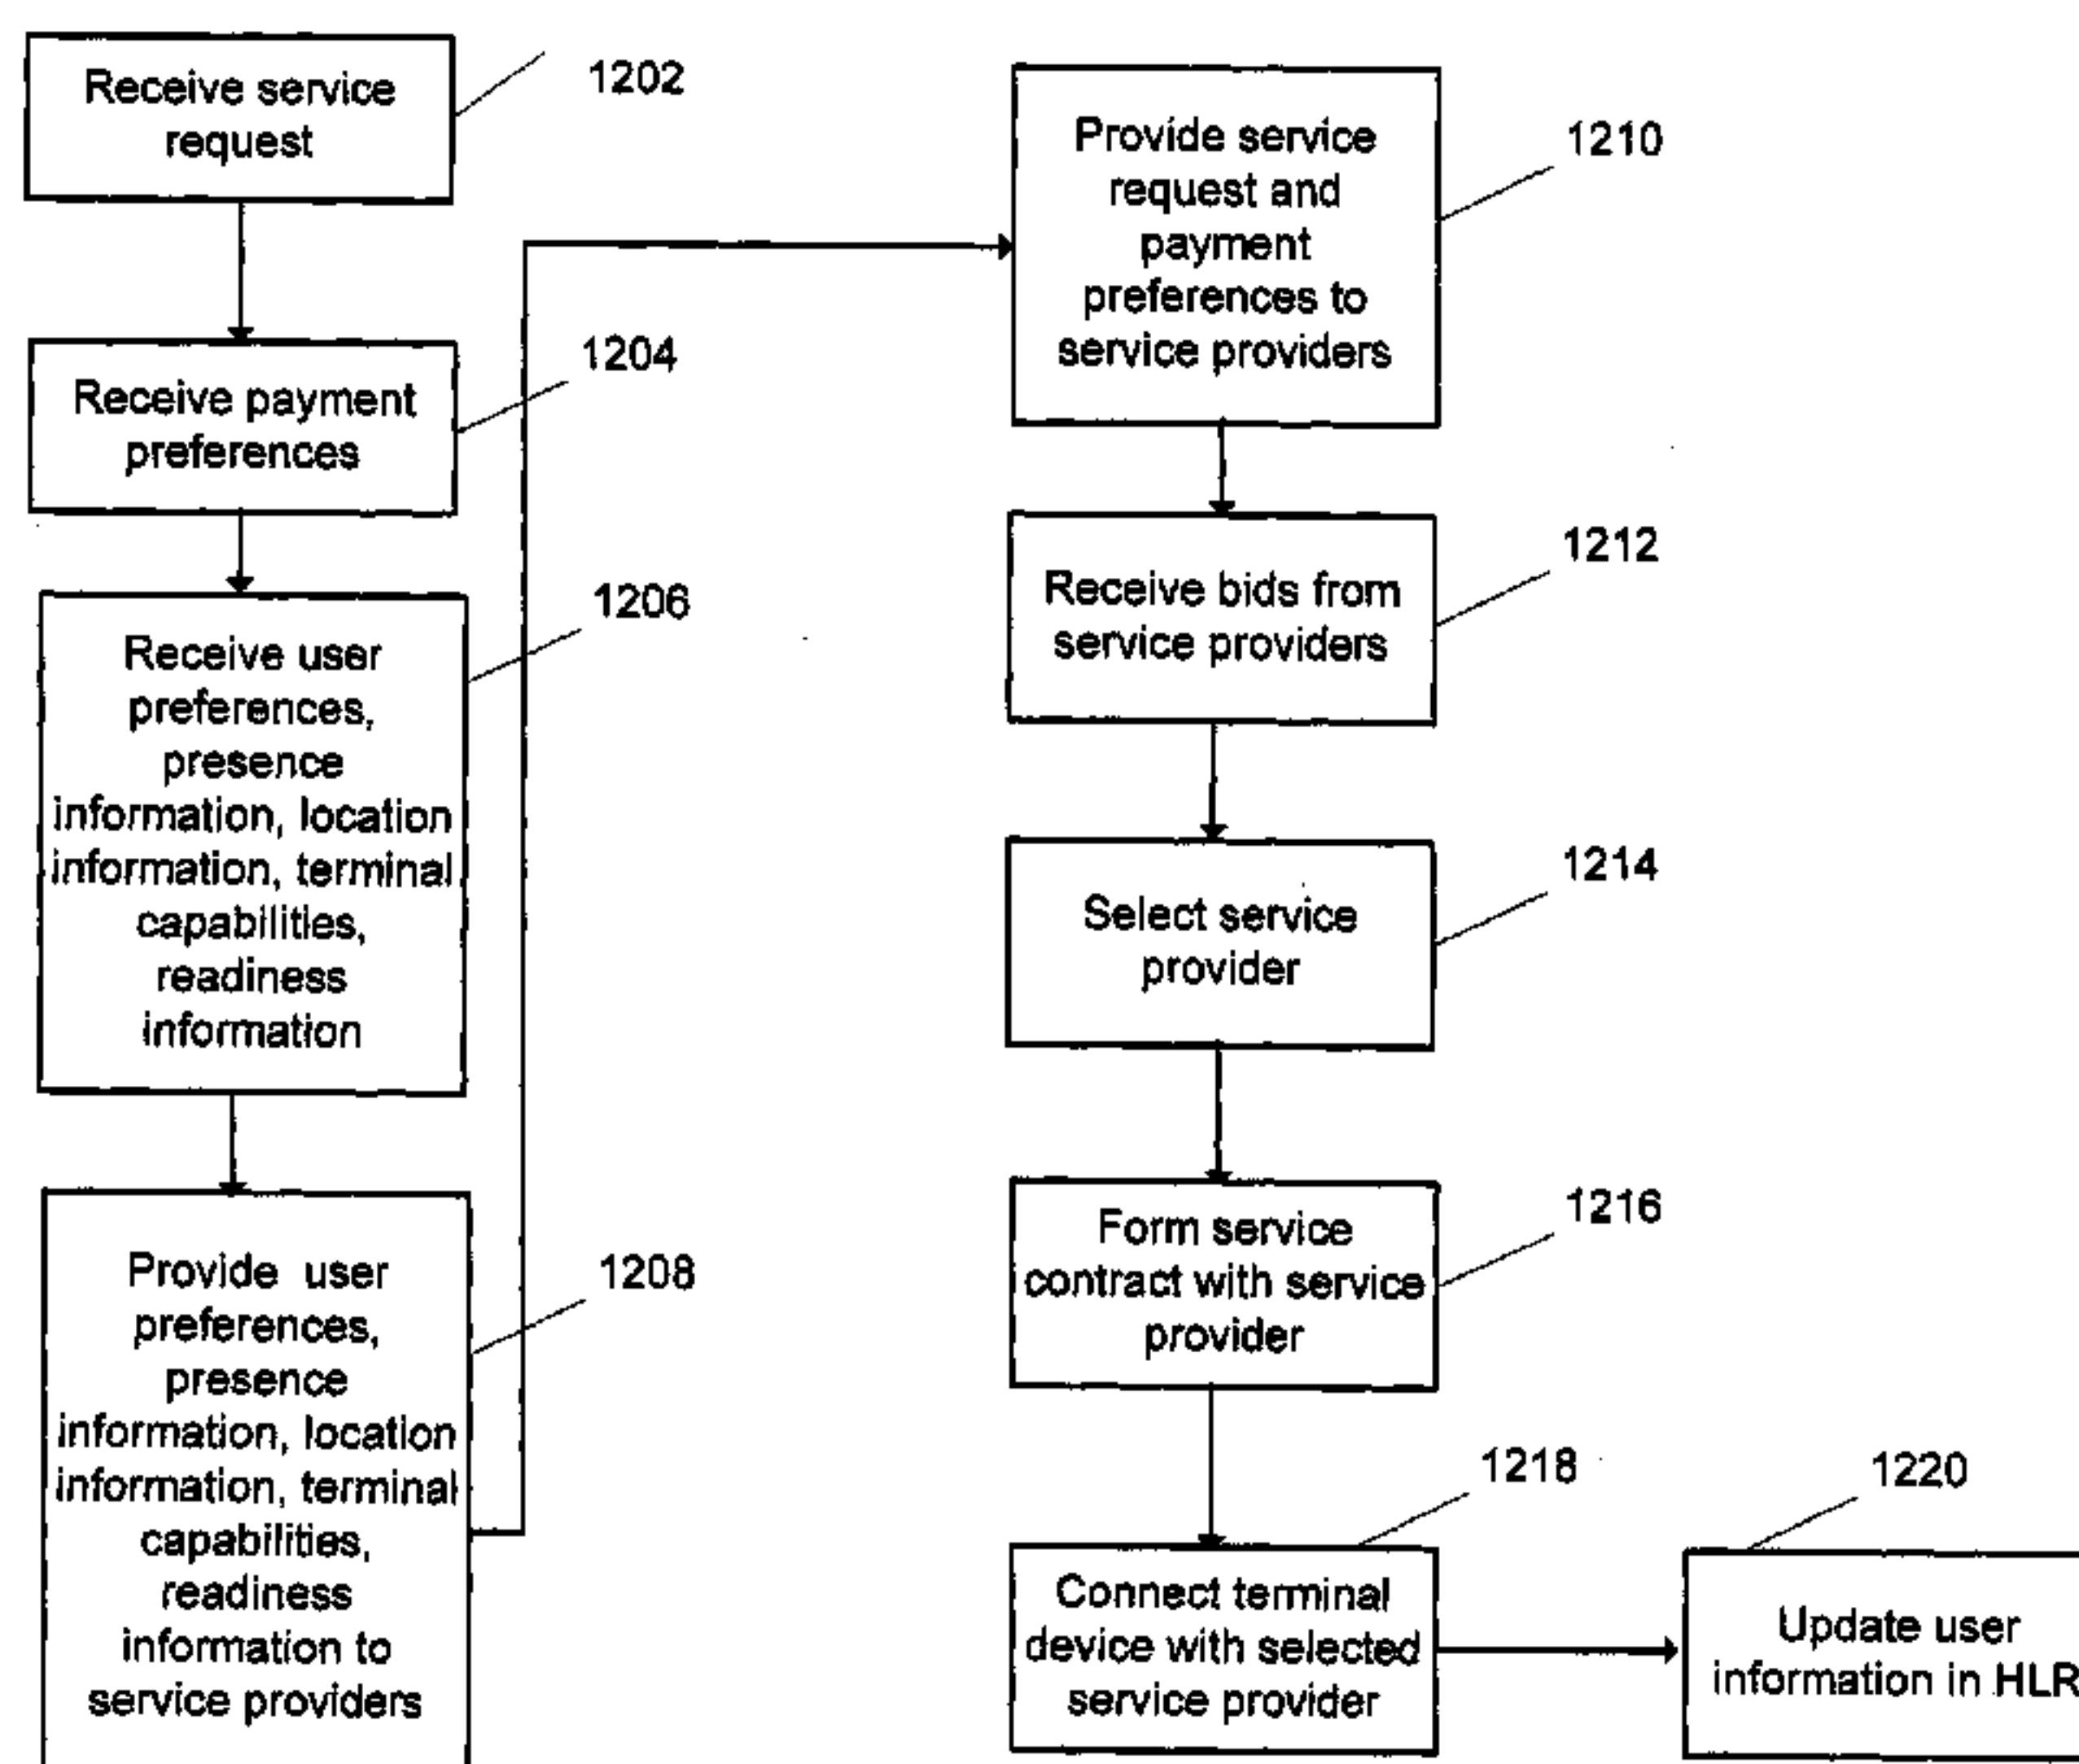 Receive service
request
1202
Receive payment
preferences
1204
Receive user
preferences,
presence
information, location
information, terminal
capabilities,
readiness
information
1206
Provide user
preferences,
presence
information, location
information, terminal
capabilities,
readiness
information to
service providers
1208
Provide service
request and
payment
preferences to
service providers
1210
Receive bids from
service providers
1212
Select service
provider
1214
Form service
contract with service
provider
1216
Connect terminal
device with selected
service provider
1218
Update user
information in HLR
1220